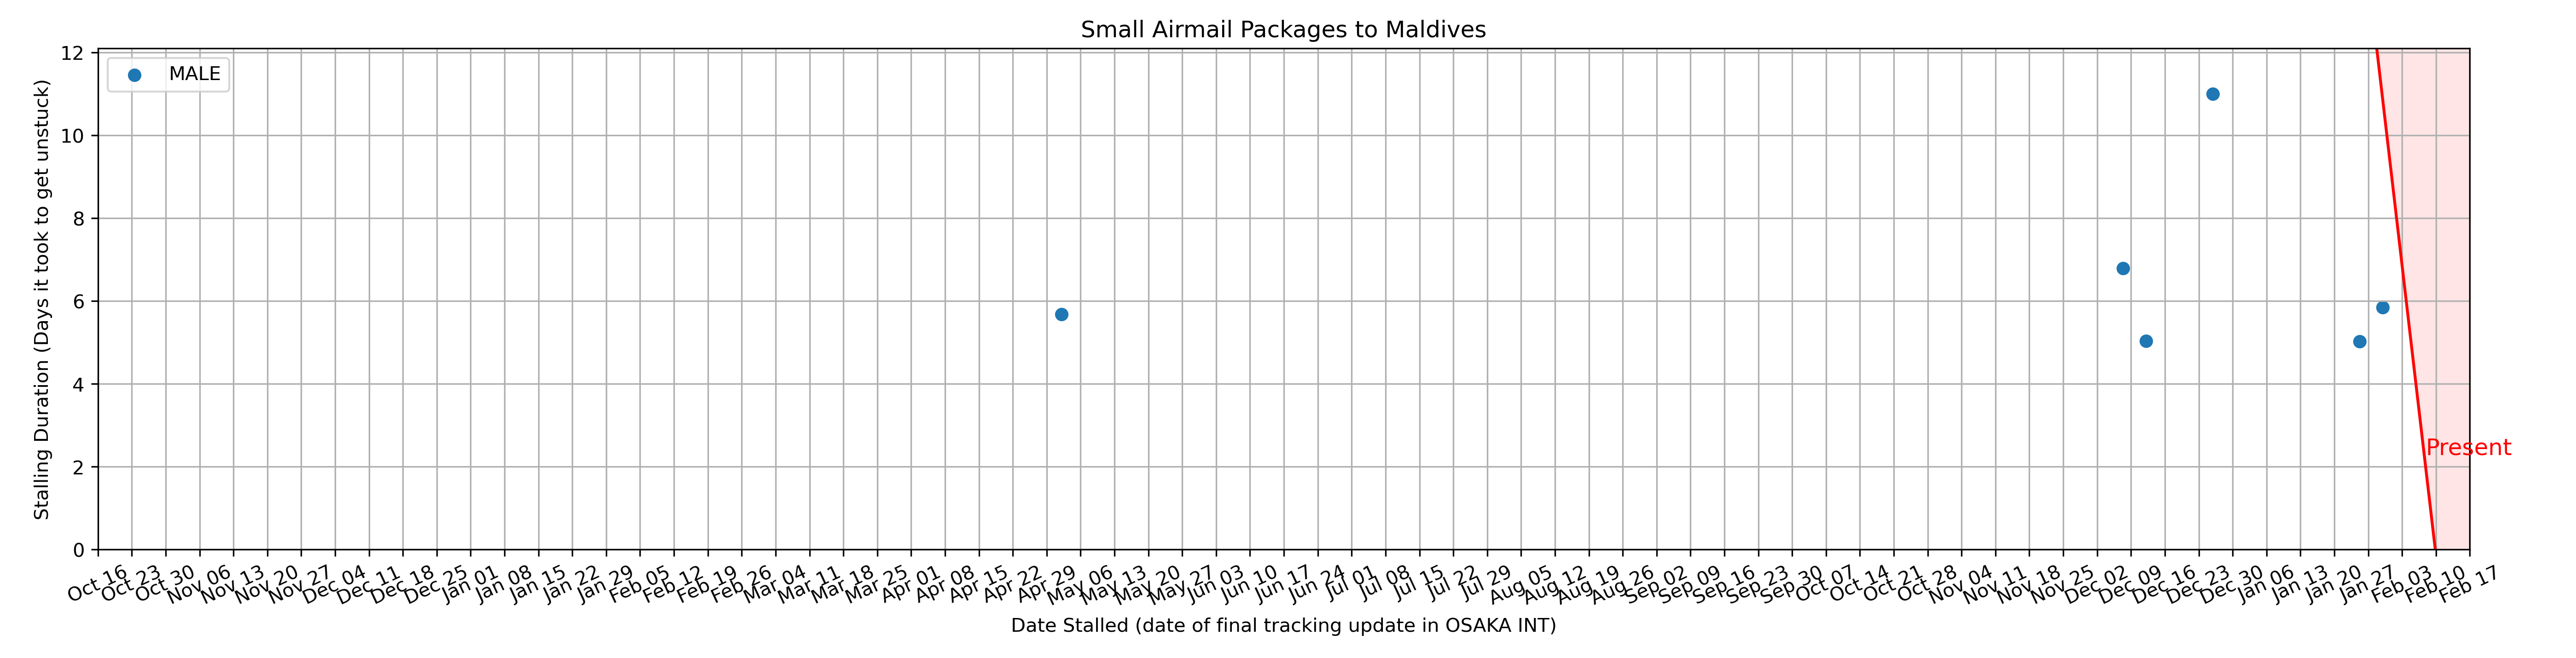 Small Airmail Packages to Maldives
MALE
Stalling Duration (Days it took to get unstuck)
12
10
8
6
4
2
0
Present
Oct 16
Oct 23
Oct 30
Nov 06
Nov 13
Nov 20
Nov 27
Dec 04
Dec 11
Dec 18
Dec 25
Jan 01
Jan 08
Jan 15
Jan 22
Jan 29
Feb 05
Feb 12
Feb 19
Feb 26
Mar 04
Mar 11
Mar 18
Mar 25
Apr 01
Apr 08
Apr 15
Apr 22
Apr 29
May 06
May 13
May 20
May 27
Jun 03
Jun 10
Jun 17
Jun 24
Jul 01
Jul 08
Jul 15
Jul 22
Jul 29
Aug 05
Aug 12
Aug 19
Aug 26
Sep 02
Sep 09
Sep 16
Sep 23
Sep 30
Oct 07
Oct 14
Oct 21
Oct 28
Nov 04
Nov 11
Nov 18
Nov 25
Dec 02
Dec 09
Dec 16
Dec 23
Dec 30
Jan 06
Jan 13
Jan 20
Jan 27
Feb 03
Feb 10
Feb 17
Date Stalled (date of final tracking update in OSAKA INT)